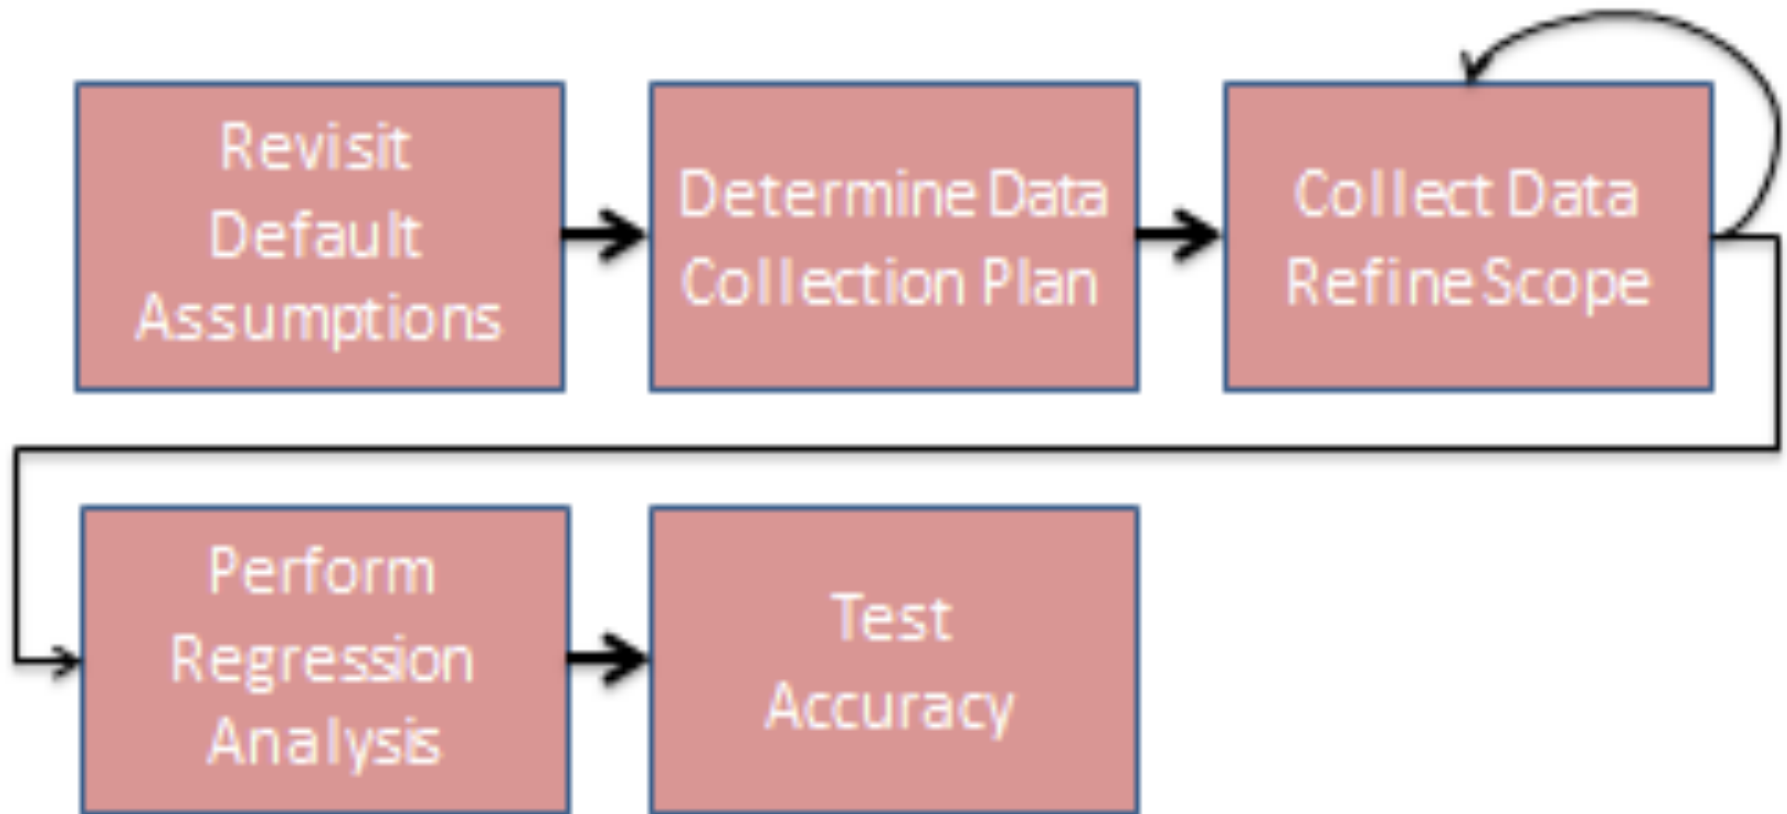 Revisit
Default
Assumptions
Determine Data
Collection Plan
Collect Data
Refine Scope
Perform
Regression
Analysis
Test
Accuracy